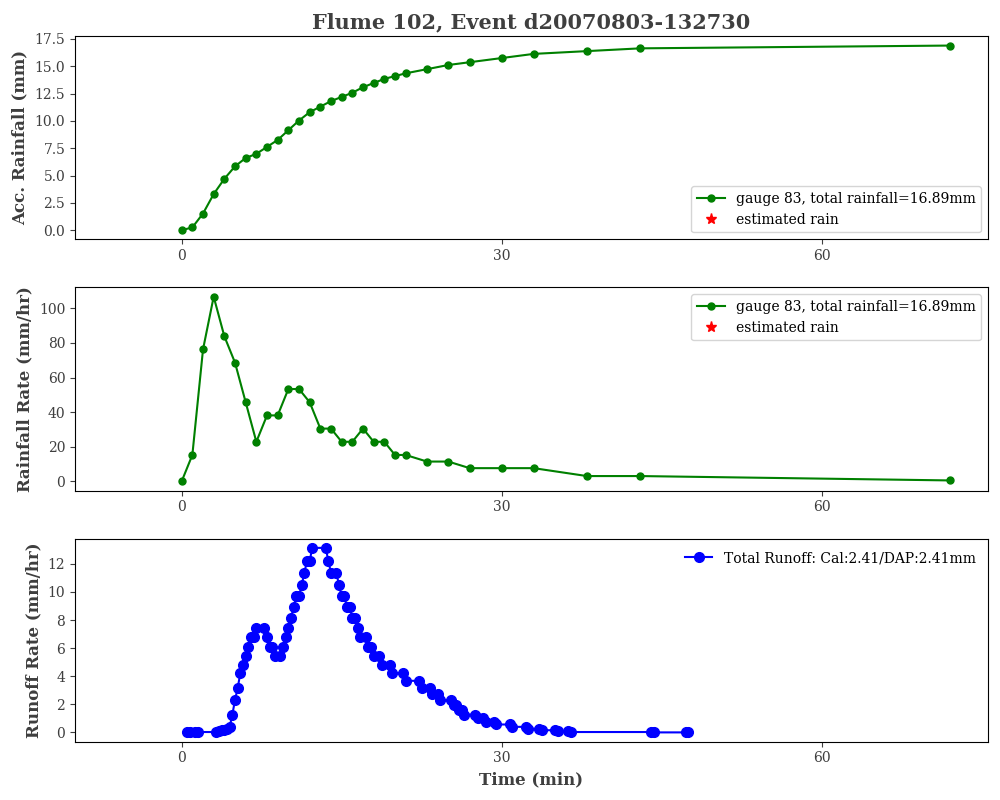 Flume 102, Event d20070803-132730
17.5
15.0
12.5
10.0
7.5
5.0
2.5
0.0
Acc. Rainfall (mm)
gauge 83, total rainfall=16.89mm
estimated rain
0 30 60
100
80
60
40
20
0
Rainfall Rate (mm/hr)
gauge 83, total rainfall=16.89mm
estimated rain
0 30 60
12
10
8
6
4
2
0
Runoff Rate (mm/hr)
Total Runoff: Cal:2.41/DAP:2.41mm
0 30 60
Time (min)